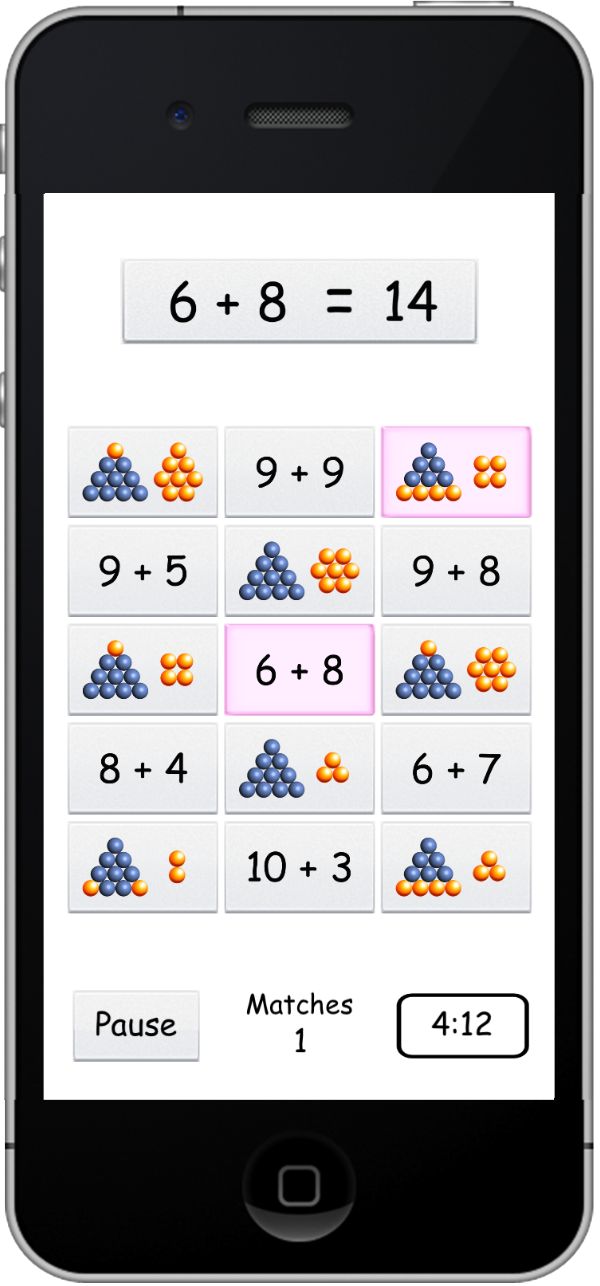 6 + 8 = 14
9 + 9
9 + 5
9 + 8
6 + 8
8 + 4
6 + 7
10 + 3
Pause
Matches
1
4:12